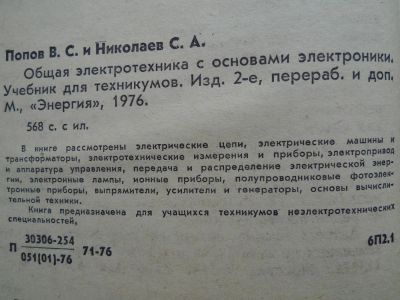 Попов В. С. и Николаев С. А.
Общая электротехника с основами электроники.
Учебник для техникумов. Изд. 2-е, перераб. и доп.
М., «Энергия», 1976.
568 с. с ил.
В книге рассмотрены электрические цепи, электрические машины и
трансформаторы, электротехнические измерения и приборы, электропривод
и аппаратура управления, передача и распределение электрической энер-
гии, электронные лампы, ионные приборы, полупроводниковые фотоэлек-
тронные приборы, выпрямители, усилители и генераторы, основы вычисли-
тельной техники.
Книга предназначена для учащихся техникумов неэлектротехнических
специальностей.
П 30306-254 71-76 6П2.1
051(01)-76